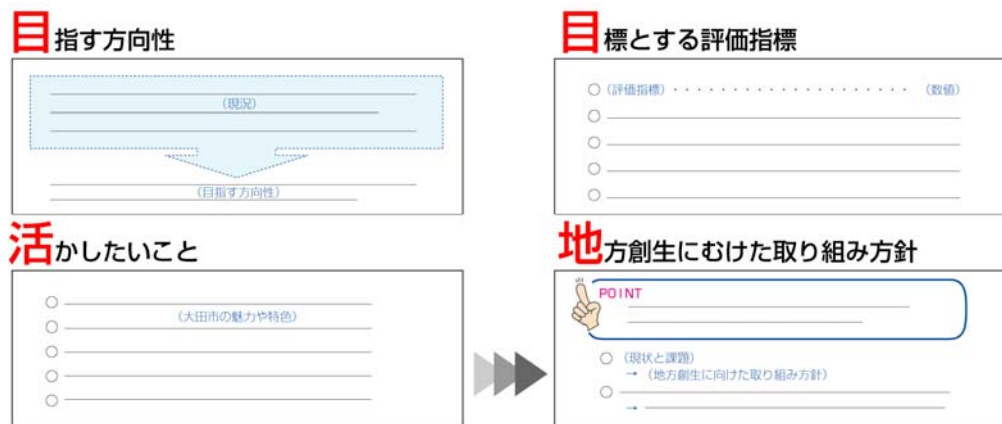 目指す方向性
（現況）
（目指す方向性）
目標とする評価指標
（評価指標）・・・・・・・・・・・・・・・・・・・・（数値）
活かしたいこと
（大田市の魅力や特色）
地方創生にむけた取り組み方針
POINT
（現状と課題）
→（地方創生に向けた取り組み方針）
→